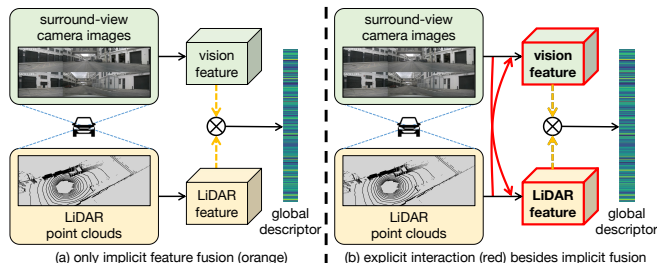 surround-view
camera images
vision
feature
LiDAR
point clouds
LiDAR
feature
global
descriptor
(a) only implicit feature fusion (orange)
surround-view
camera images
vision
feature
LiDAR
point clouds
LiDAR
feature
global
descriptor
(b) explicit interaction (red) besides implicit fusion